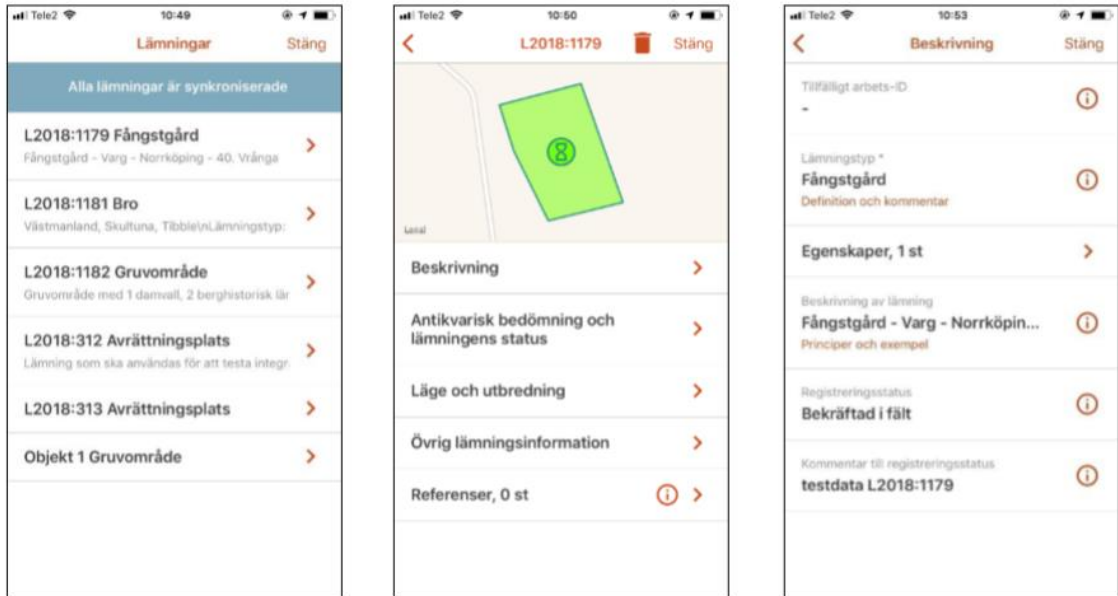 Tele2 10:49
Lämningar Stäng
Alla lämningar är synkroniserade
L2018:1179 Fångstgård
Fångstgård - Varg - Norrköping - 40. Vrånga
L2018:1181 Bro
Västmanland, Skultuna, Tibble\nLämningstyp:
L2018:1182 Gruvområde
Gruvområde med 1 damvall, 2 berghistorisk lär
L2018:312 Avrättningsplats
Lämning som ska användas för att testa integr.
L2018:313 Avrättningsplats
Objekt 1 Gruvområde
Tele2 10:50
L2018:1179 Stäng
Legal
Beskrivning
Antikvarisk bedömning och
lämningens status
Läge och utbredning
Övrig lämningsinformation
Referenser, 0 st
Tele2 10:53
Beskrivning Stäng
Tillfälligt arbets-ID
-
Lämningstyp *
Fångstgård
Definition och kommentar
Egenskaper, 1 st
Beskrivning av lämning
Fångstgård - Varg - Norrköpin...
Principer och exempel
Registreringsstatus
Bekräftad i fält
Kommentar till registreringsstatus
testdata L2018:1179